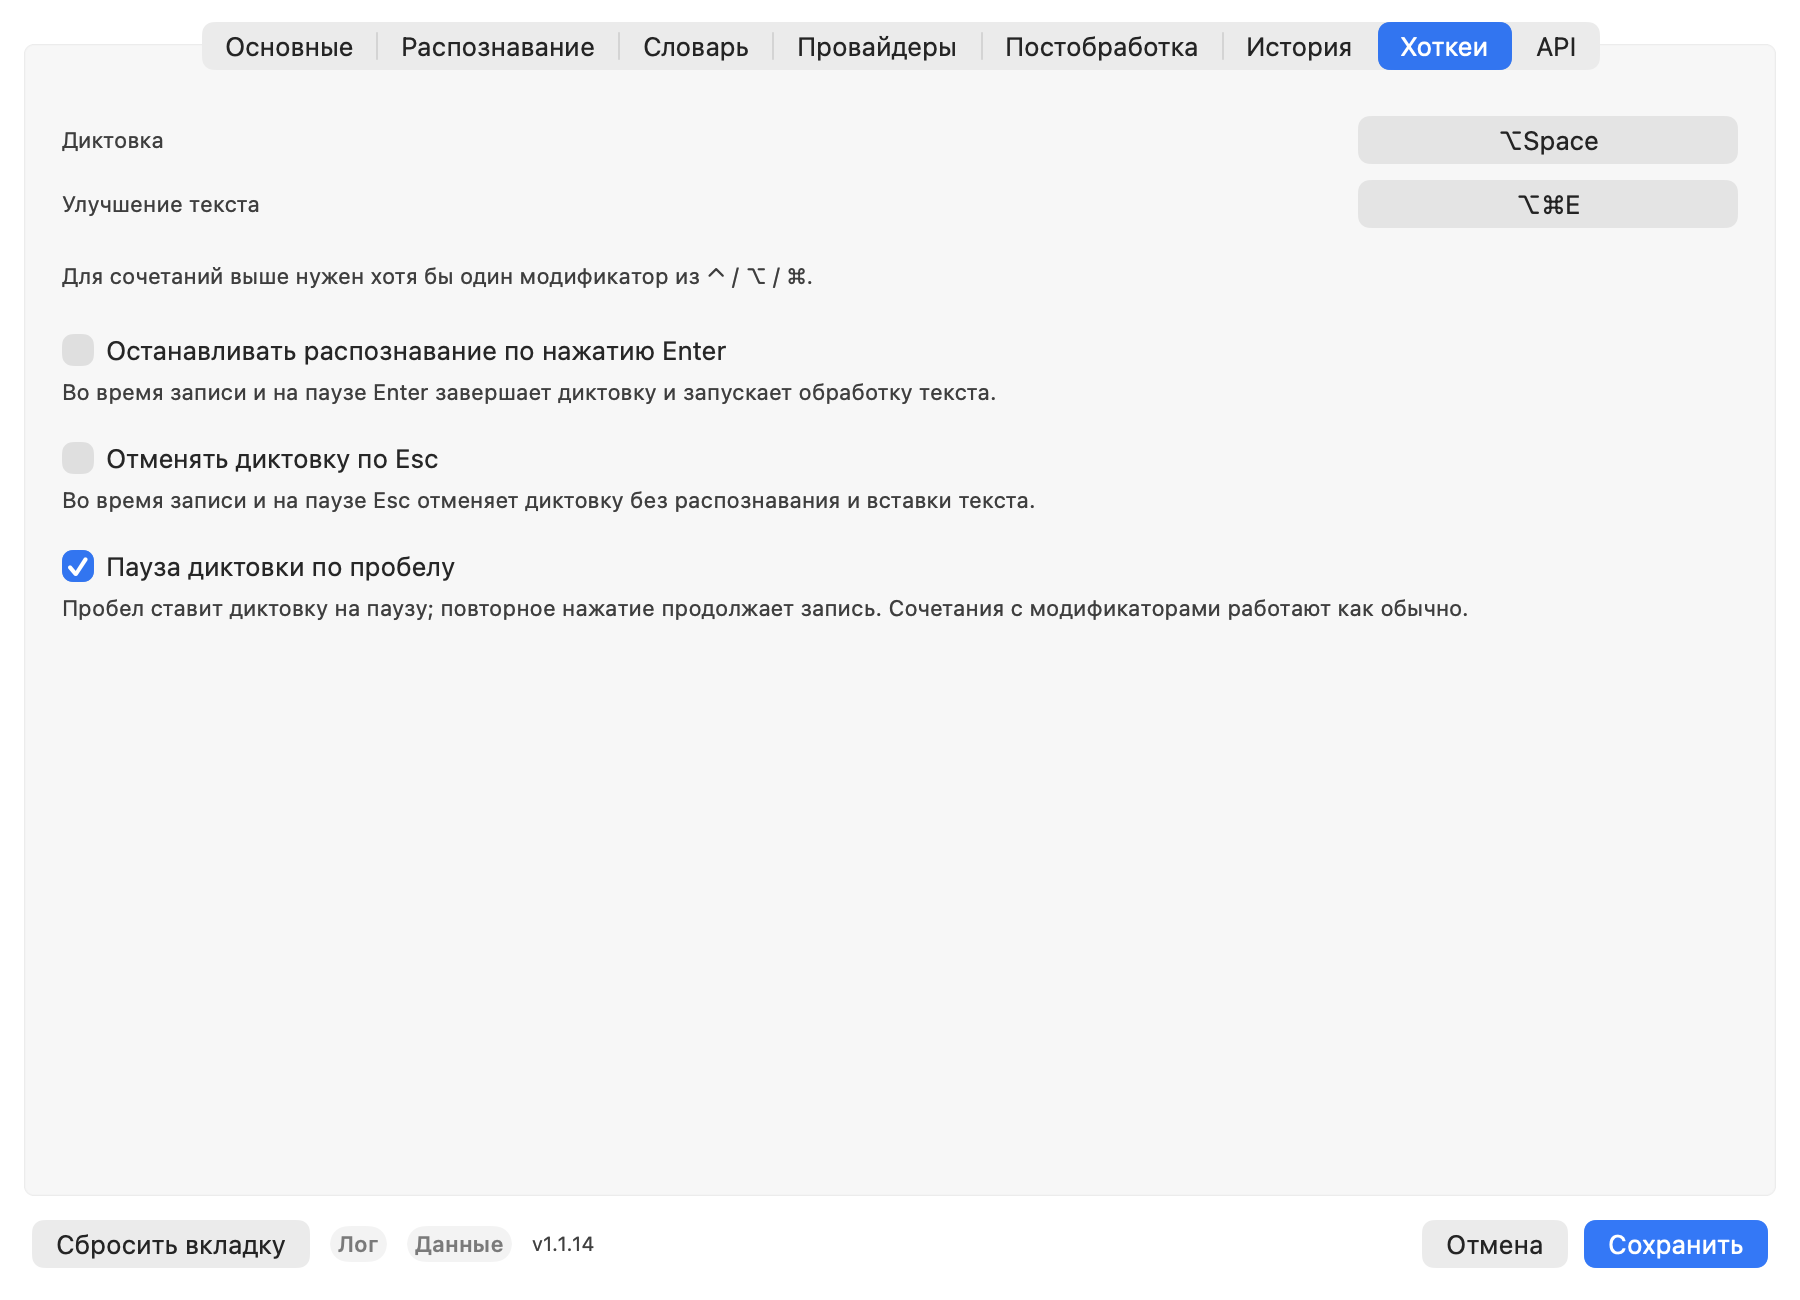 Основные Распознавание Словарь Провайдеры Постобработка История Хоткеи API
Диктовка ⌥Space
Улучшение текста ⌥⌘E
Для сочетаний выше нужен хотя бы один модификатор из ^ / ⌥ / ⌘.
Останавливать распознавание по нажатию Enter
Во время записи и на паузе Enter завершает диктовку и запускает обработку текста.
Отменять диктовку по Esc
Во время записи и на паузе Esc отменяет диктовку без распознавания и вставки текста.
Пауза диктовки по пробелу
Пробел ставит диктовку на паузу; повторное нажатие продолжает запись. Сочетания с модификаторами работают как обычно.
Сбросить вкладку Лог Данные v1.1.14 Отмена Сохранить